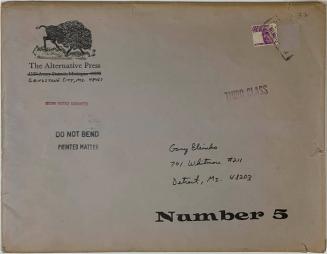 The Alternative Press
GRINDSTONE CITY, MI. 48467
THIRD CLASS
DO NOT BEND
PRINTED MATTER
Gary Eleinko
741 Whitmore #211
Detroit, Mi. 48203
Number 5